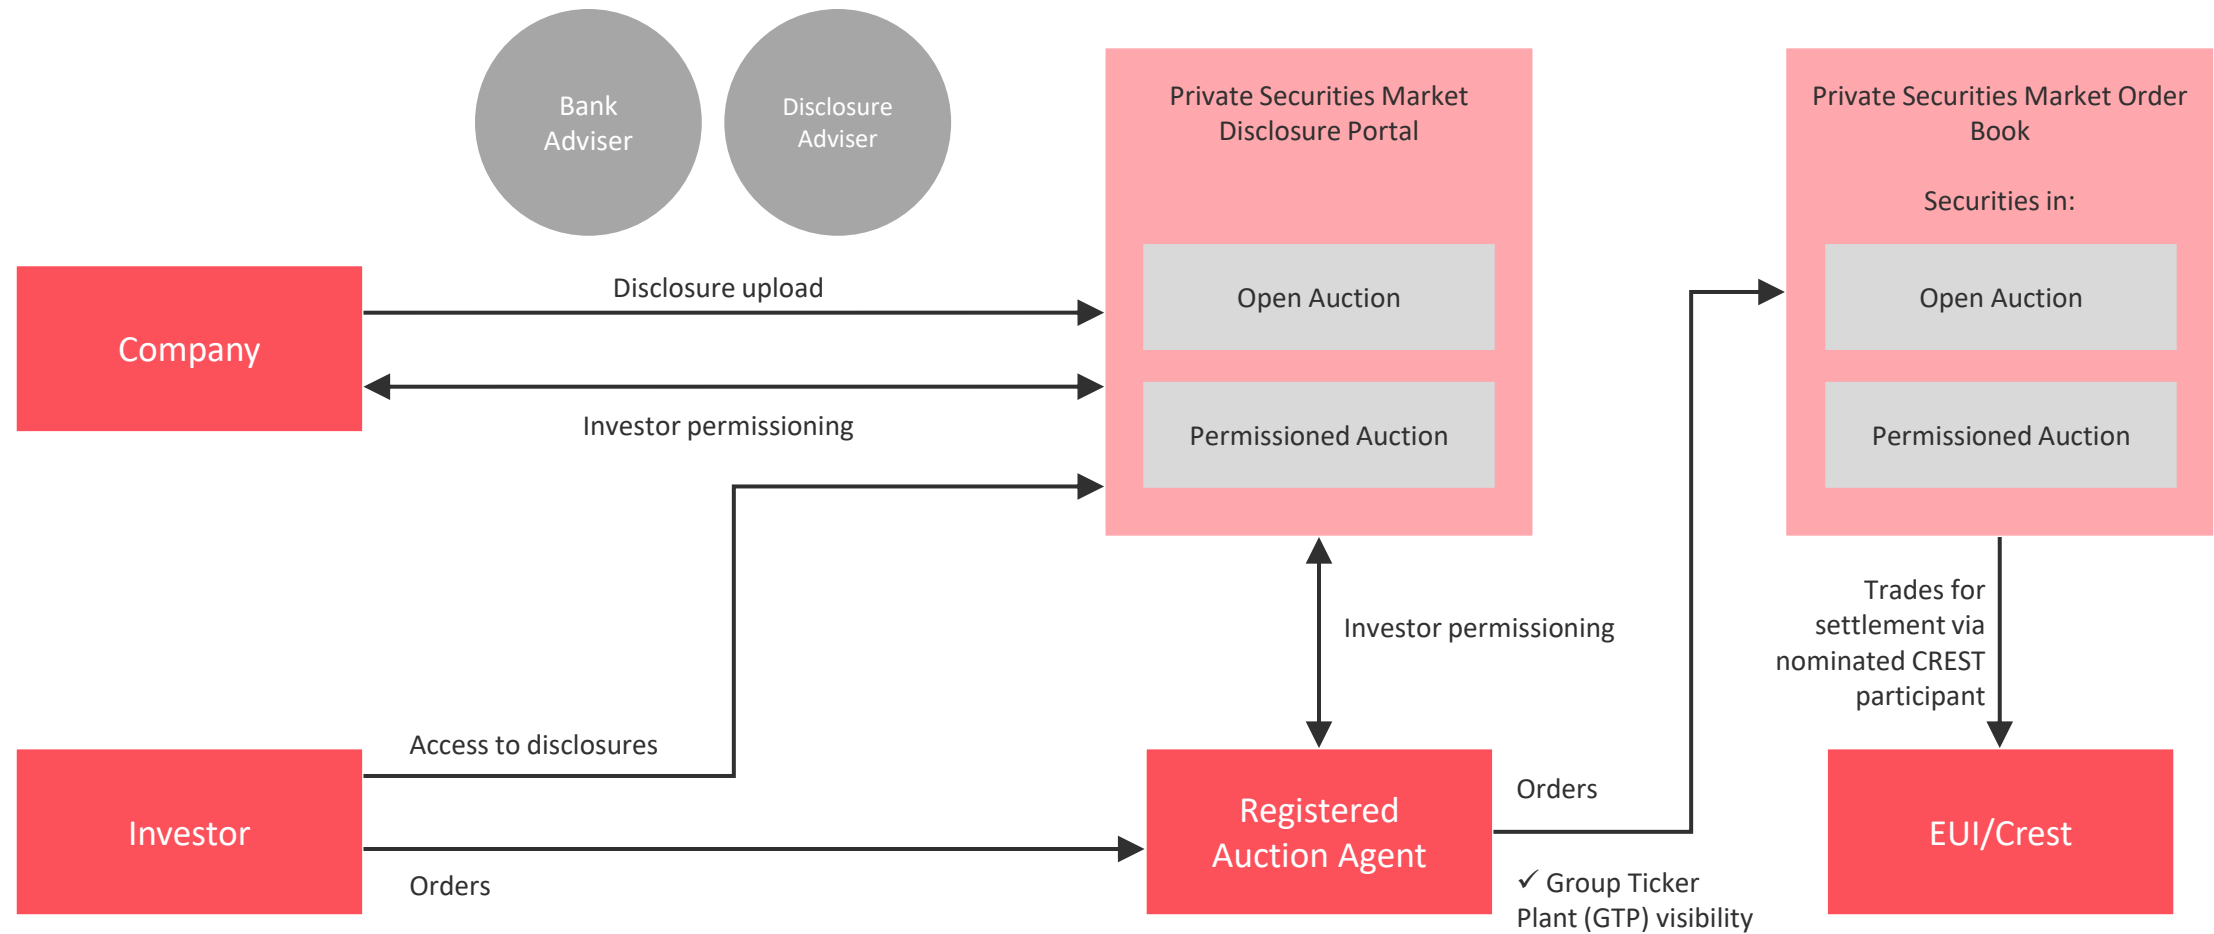 Bank
Adviser
Disclosure
Adviser
Private Securities Market
Disclosure Portal
Open Auction
Permissioned Auction
Private Securities Market Order
Book
Securities in:
Open Auction
Permissioned Auction
Company
Disclosure upload
Investor permissioning
Investor permissioning
Trades for
settlement via
nominated CREST
participant
Investor
Access to disclosures
Orders
Registered
Auction Agent
Orders
✓ Group Ticker
Plant (GTP) visibility
EUI/Crest